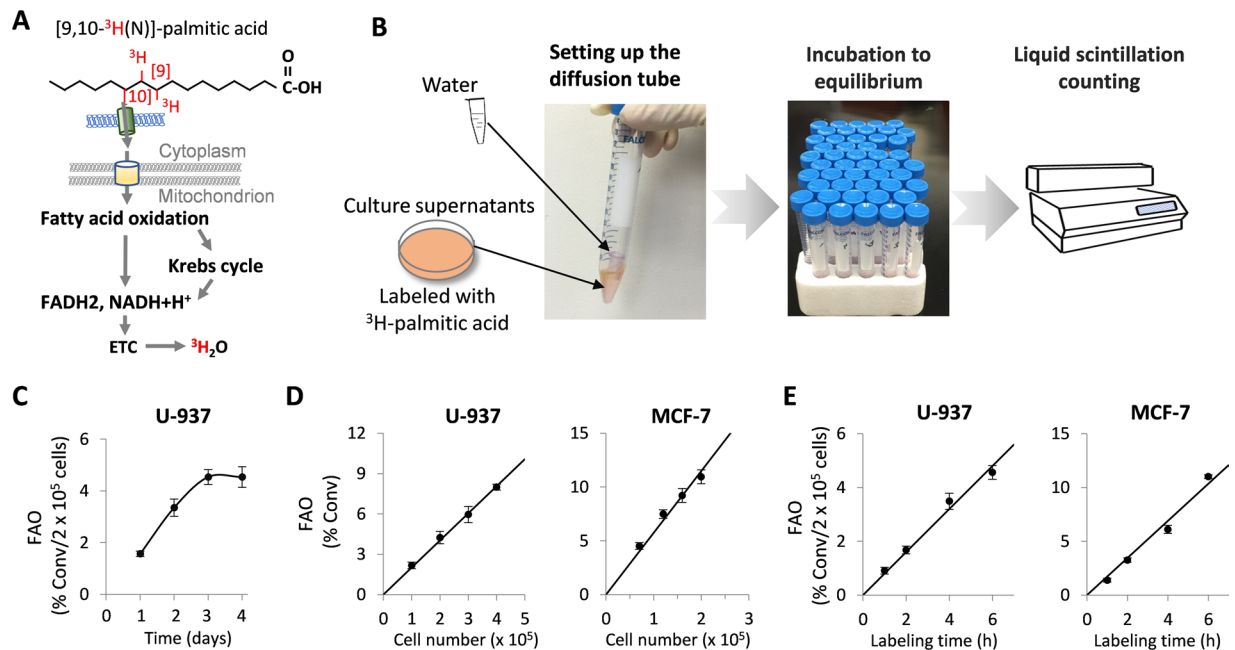 A
[9,10-³H(N)]-palmitic acid
³H
[9]
O
C-OH
[10]
³H
Cytoplasm
Mitochondrion
Fatty acid oxidation
Krebs cycle
FADH2, NADH+H⁺
ETC
³H₂O
B
Water
Culture supernatants
Labeled with
³H-palmitic acid
Setting up the
diffusion tube
FALCO
Incubation to
equilibrium
Liquid scintillation
counting
C
U-937
FAO
(% Conv/2 x 10⁵ cells)
6
4
2
0
0 1 2 3 4
Time (days)
D
U-937
FAO
(% Conv)
12
9
6
3
0
0 1 2 3 4 5
Cell number (x 10⁵)
MCF-7
15
10
5
0
0 1 2 3
Cell number (x 10⁵)
E
U-937
FAO
(% Conv/2 x 10⁵ cells)
6
4
2
0
0 2 4 6
Labeling time (h)
MCF-7
15
10
5
0
0 2 4 6
Labeling time (h)